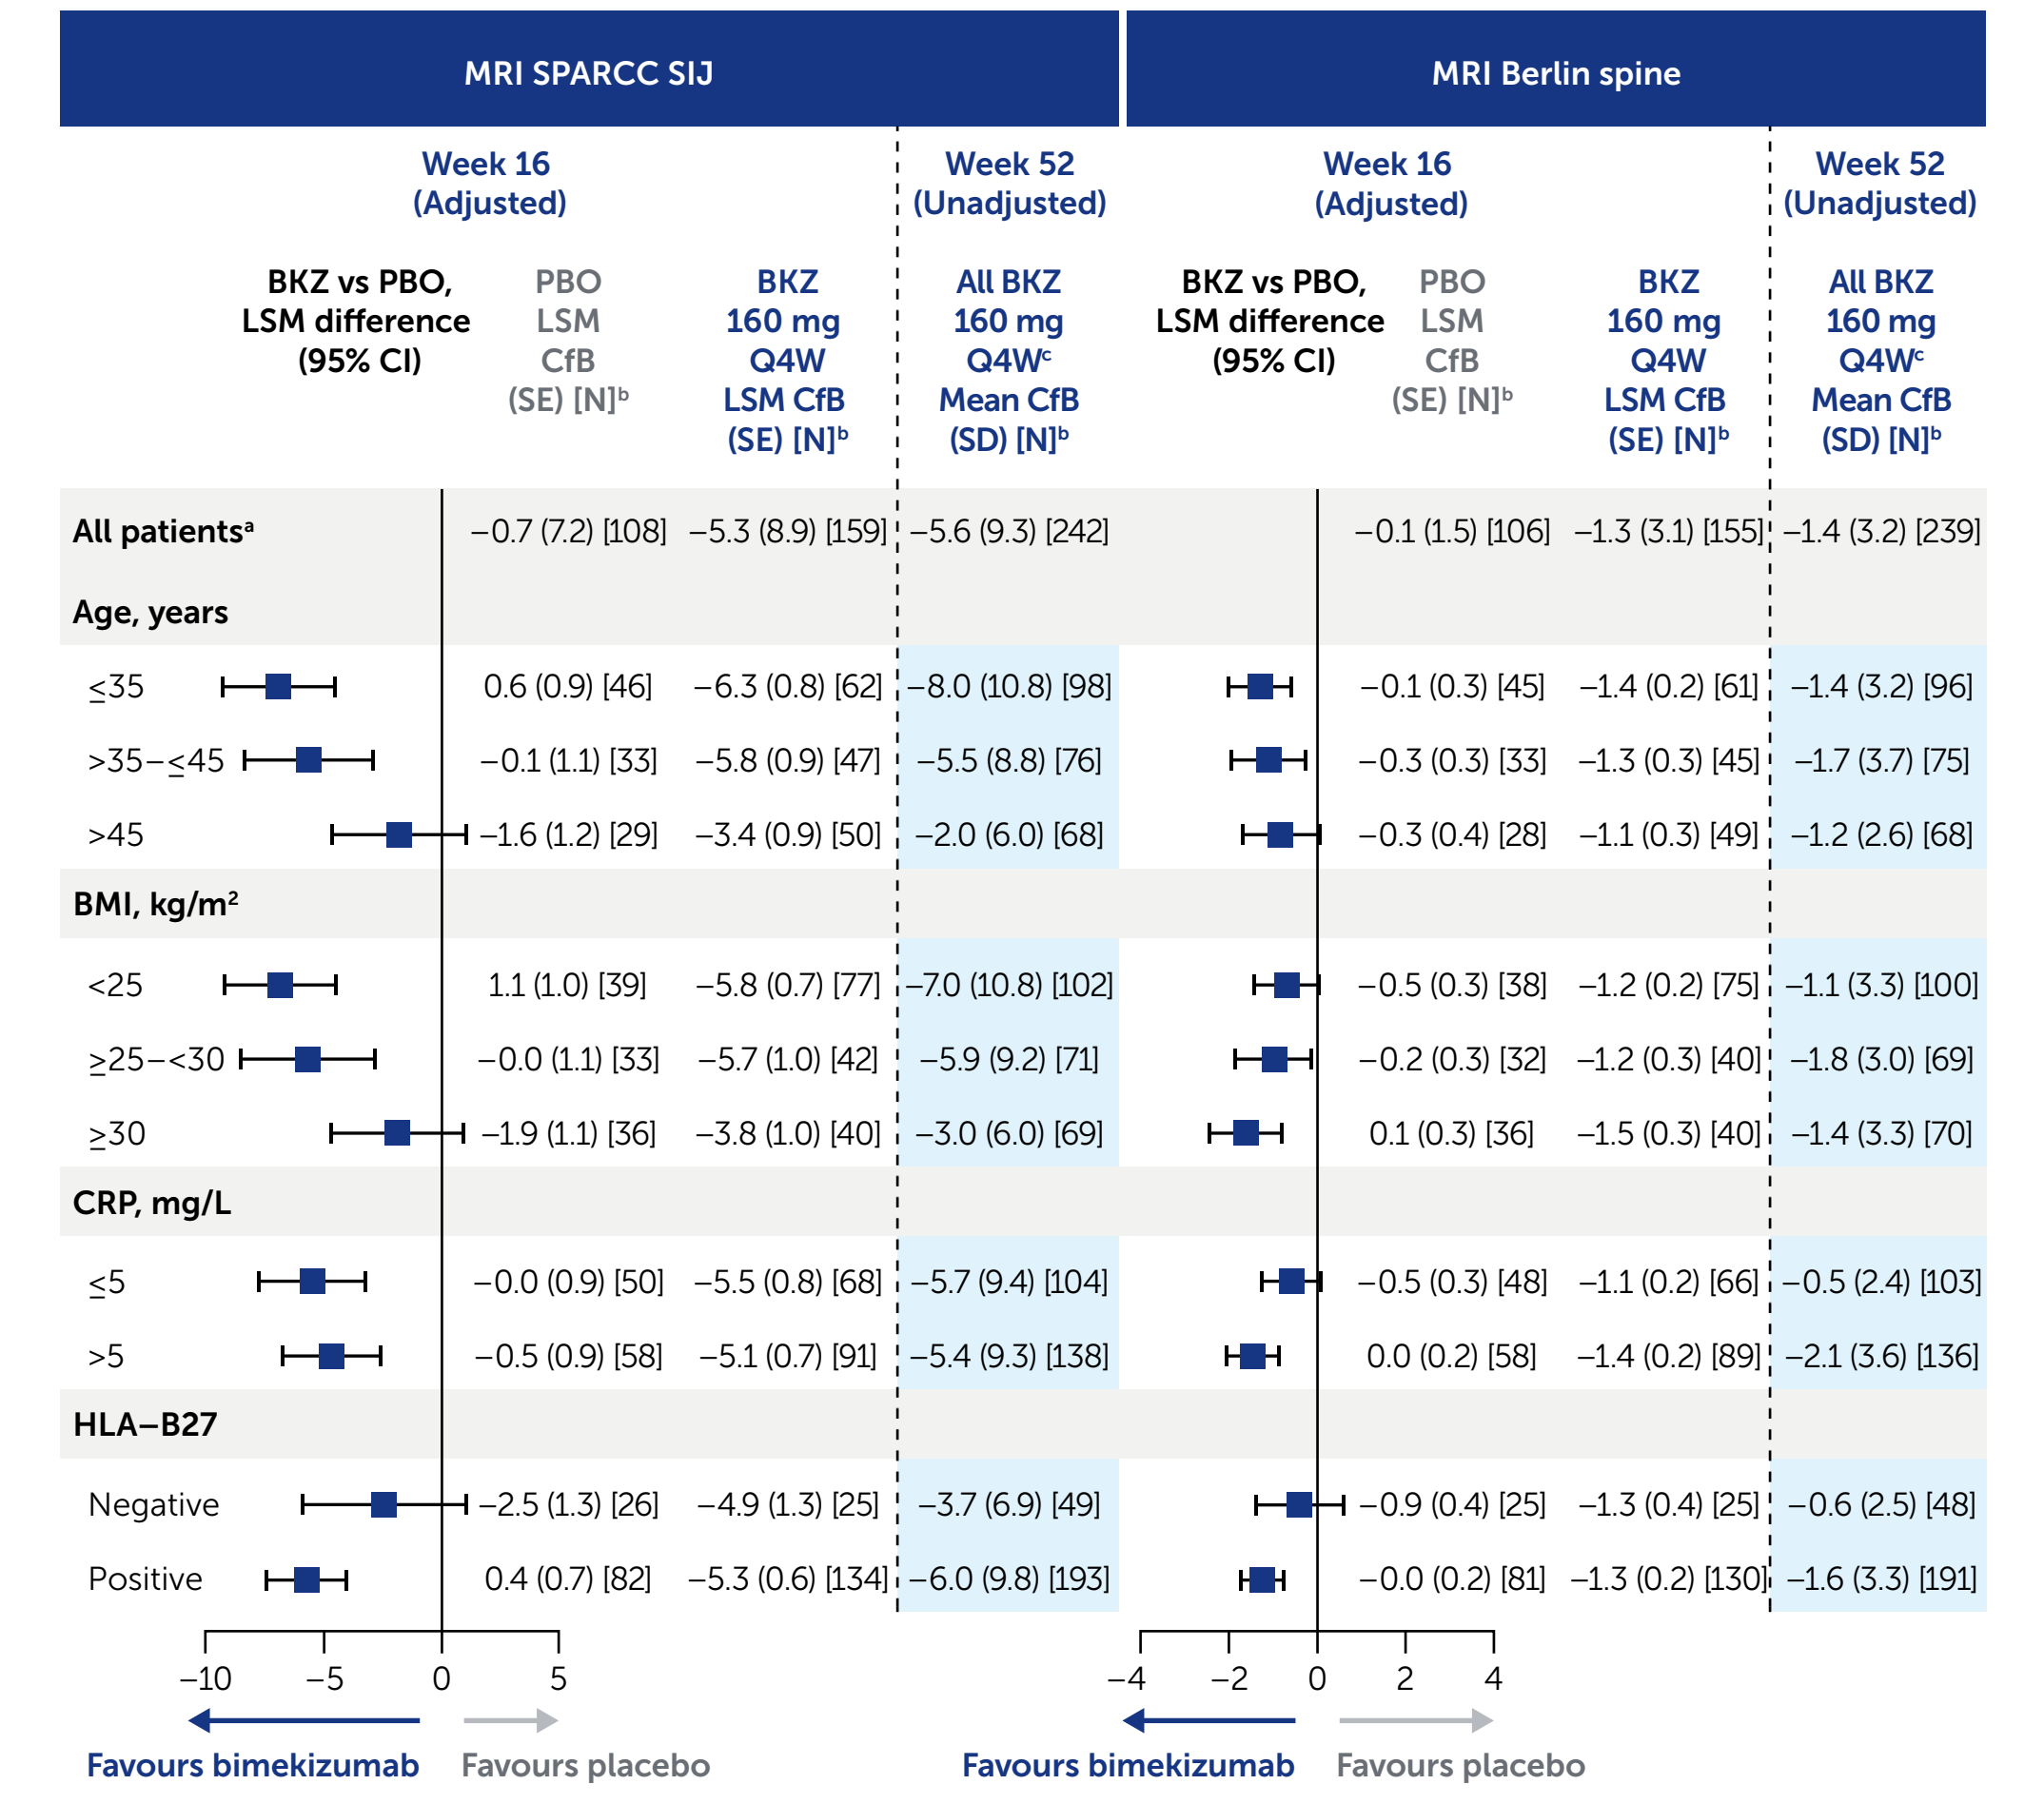 MRI SPARCC SIJ
MRI Berlin spine
Week 16
(Adjusted)
Week 52
(Unadjusted)
Week 16
(Adjusted)
Week 52
(Unadjusted)
BKZ vs PBO,
LSM difference
(95% CI)
PBO
LSM
CfB
(SE) [N]ᵇ
BKZ
160 mg
Q4W
LSM CfB
(SE) [N]ᵇ
All BKZ
160 mg
Q4Wᶜ
Mean CfB
(SD) [N]ᵇ
BKZ vs PBO,
LSM difference
(95% CI)
PBO
LSM
CfB
(SE) [N]ᵇ
BKZ
160 mg
Q4W
LSM CfB
(SE) [N]ᵇ
All BKZ
160 mg
Q4Wᶜ
Mean CfB
(SD) [N]ᵇ
All patientsᵃ −0.7 (7.2) [108] −5.3 (8.9) [159] −5.6 (9.3) [242] −0.1 (1.5) [106] −1.3 (3.1) [155] −1.4 (3.2) [239]
Age, years
≤35 0.6 (0.9) [46] −6.3 (0.8) [62] −8.0 (10.8) [98] −0.1 (0.3) [45] −1.4 (0.2) [61] −1.4 (3.2) [96]
>35−≤45 −0.1 (1.1) [33] −5.8 (0.9) [47] −5.5 (8.8) [76] −0.3 (0.3) [33] −1.3 (0.3) [45] −1.7 (3.7) [75]
>45 −1.6 (1.2) [29] −3.4 (0.9) [50] −2.0 (6.0) [68] −0.3 (0.4) [28] −1.1 (0.3) [49] −1.2 (2.6) [68]
BMI, kg/m²
<25 1.1 (1.0) [39] −5.8 (0.7) [77] −7.0 (10.8) [102] −0.5 (0.3) [38] −1.2 (0.2) [75] −1.1 (3.3) [100]
≥25−<30 −0.0 (1.1) [33] −5.7 (1.0) [42] −5.9 (9.2) [71] −0.2 (0.3) [32] −1.2 (0.3) [40] −1.8 (3.0) [69]
≥30 −1.9 (1.1) [36] −3.8 (1.0) [40] −3.0 (6.0) [69] 0.1 (0.3) [36] −1.5 (0.3) [40] −1.4 (3.3) [70]
CRP, mg/L
≤5 −0.0 (0.9) [50] −5.5 (0.8) [68] −5.7 (9.4) [104] −0.5 (0.3) [48] −1.1 (0.2) [66] −0.5 (2.4) [103]
>5 −0.5 (0.9) [58] −5.1 (0.7) [91] −5.4 (9.3) [138] 0.0 (0.2) [58] −1.4 (0.2) [89] −2.1 (3.6) [136]
HLA−B27
Negative −2.5 (1.3) [26] −4.9 (1.3) [25] −3.7 (6.9) [49] −0.9 (0.4) [25] −1.3 (0.4) [25] −0.6 (2.5) [48]
Positive 0.4 (0.7) [82] −5.3 (0.6) [134] −6.0 (9.8) [193] −0.0 (0.2) [81] −1.3 (0.2) [130] −1.6 (3.3) [191]
−10 −5 0 5 −4 −2 0 2 4
Favours bimekizumab Favours placebo Favours bimekizumab Favours placebo